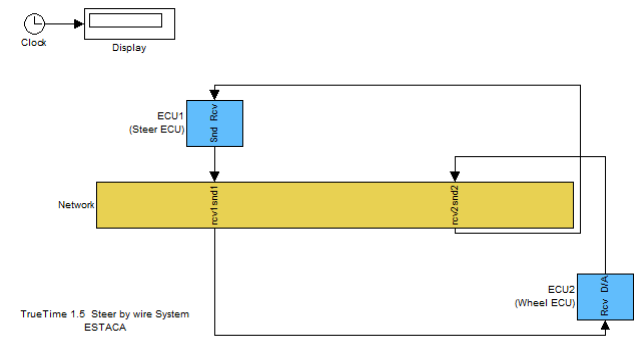 Clock
Display
ECU1
(Steer ECU)
Snd Rcv
Network
rcv1snd1
rcv2snd2
ECU2
(Wheel ECU)
Rcv D/A
TrueTime 1.5 Steer by wire System
ESTACA